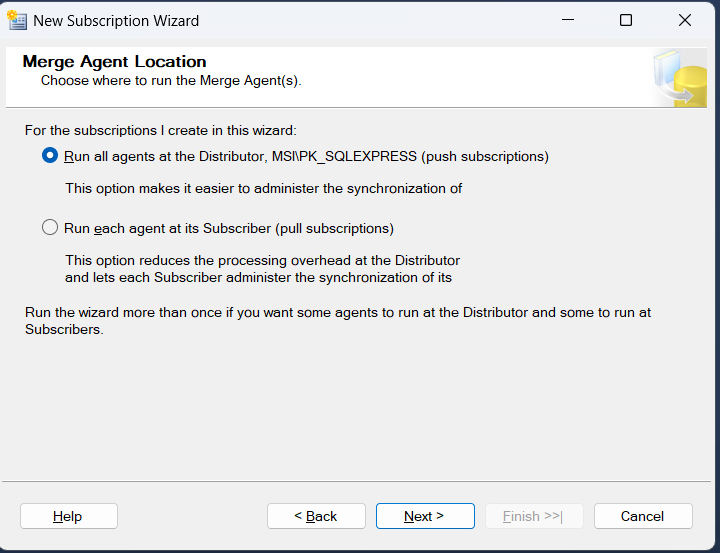 New Subscription Wizard
Merge Agent Location
Choose where to run the Merge Agent(s).
For the subscriptions I create in this wizard:
Run all agents at the Distributor, MSI\PK_SQLEXPRESS (push subscriptions)
This option makes it easier to administer the synchronization of
Run each agent at its Subscriber (pull subscriptions)
This option reduces the processing overhead at the Distributor
and lets each Subscriber administer the synchronization of its
Run the wizard more than once if you want some agents to run at the Distributor and some to run at
Subscribers.
Help
< Back
Next >
Finish >>|
Cancel